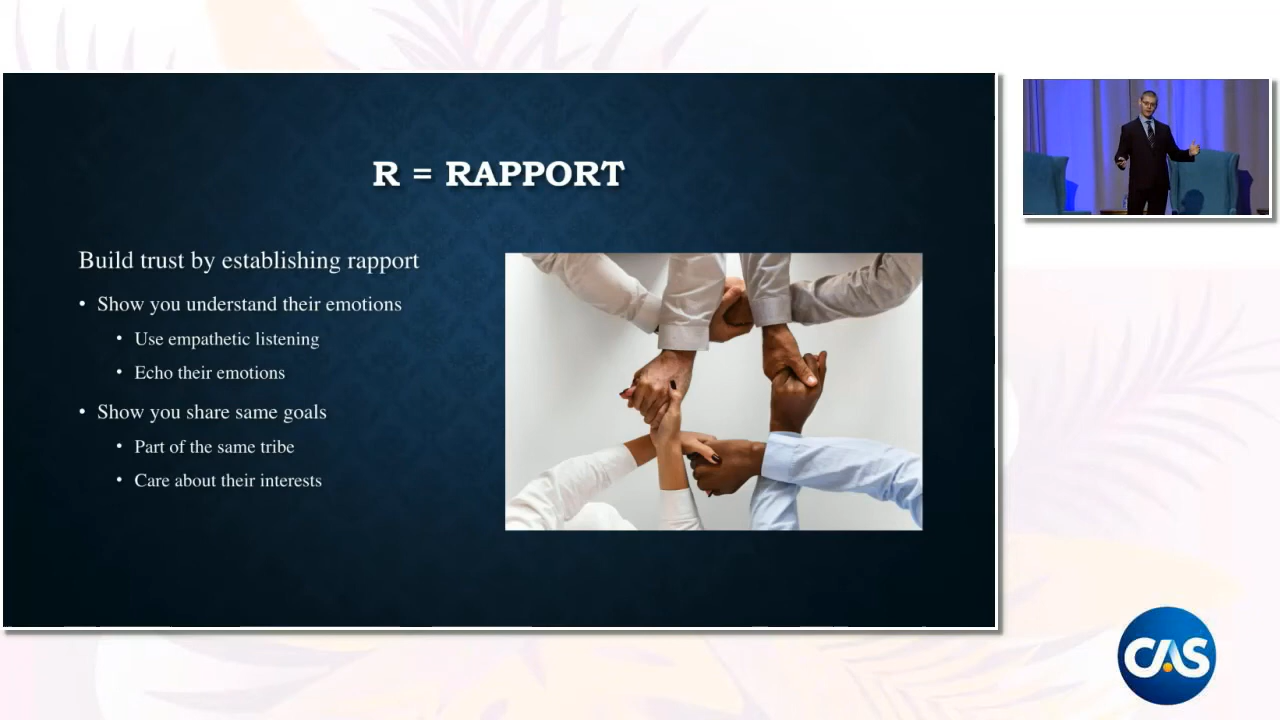 R = RAPPORT
Build trust by establishing rapport
• Show you understand their emotions
• Use empathetic listening
• Echo their emotions
• Show you share same goals
• Part of the same tribe
• Care about their interests
CAS